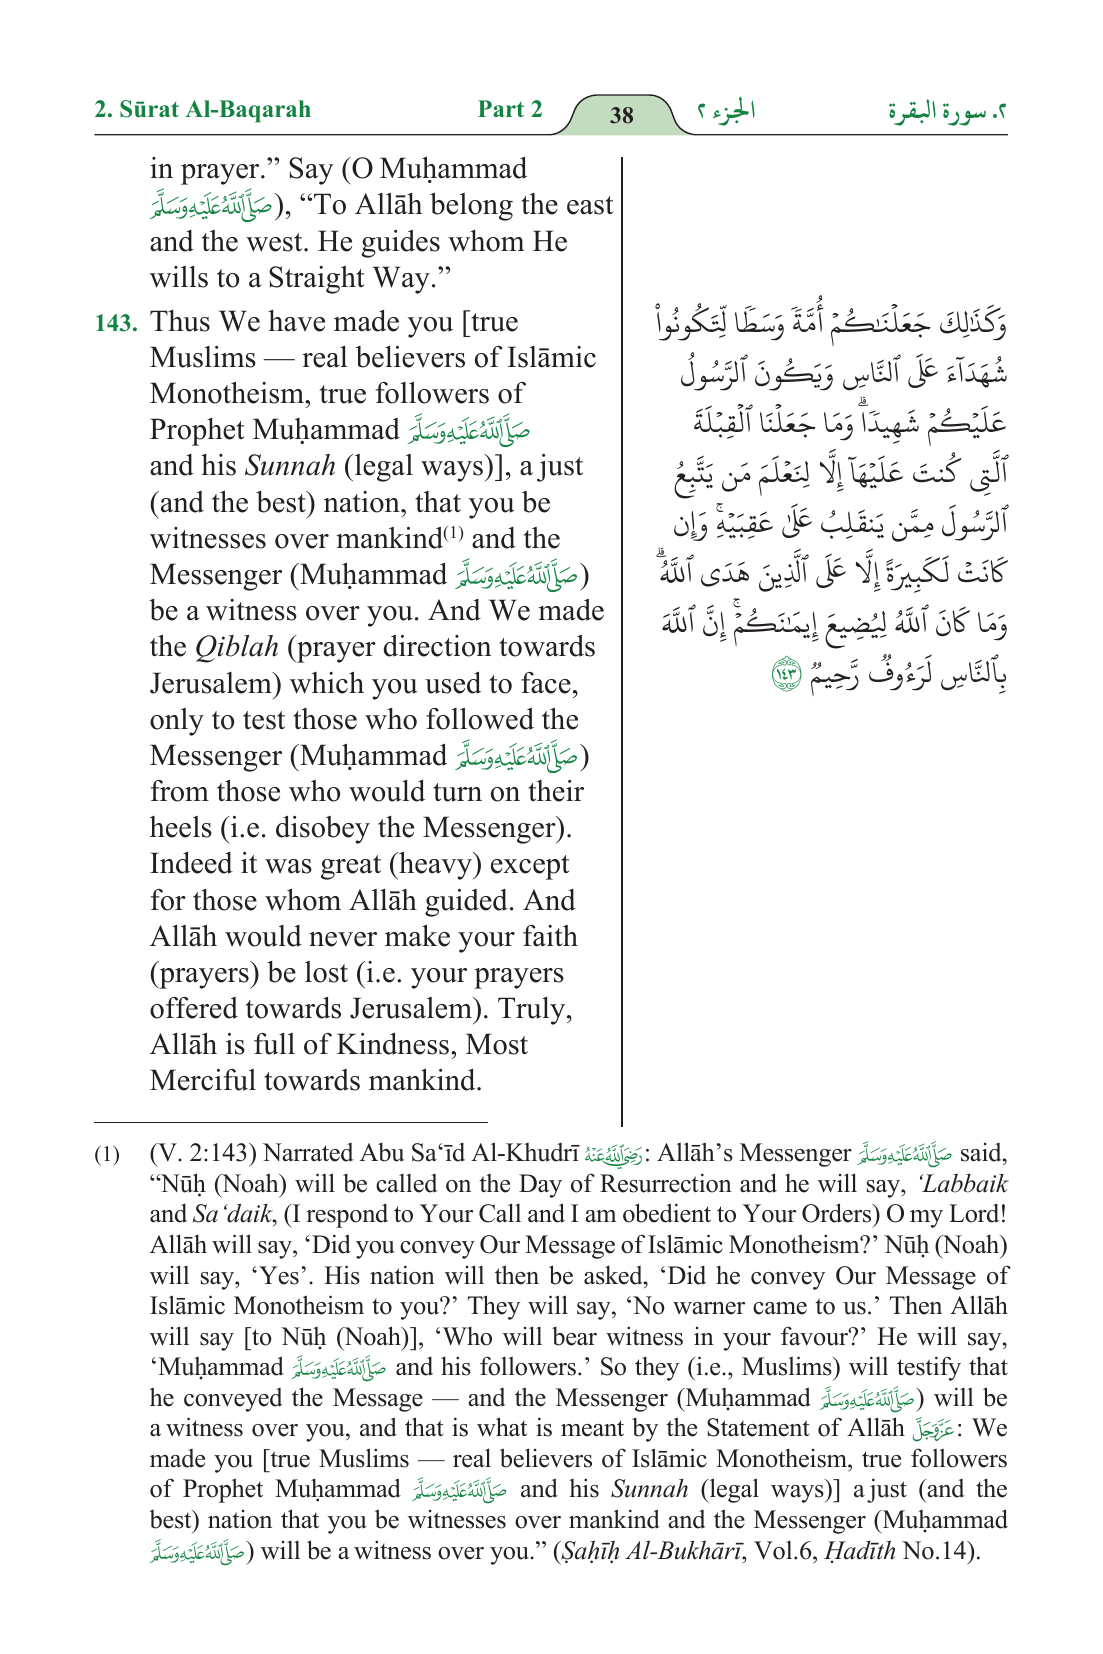 2. Sūrat Al-Baqarah Part 2 38 الجزء ٢ ٢. سورة البقرة
in prayer.” Say (O Muḥammad
صَلَّى ٱللَّهُ عَلَيْهِ وَسَلَّمَ), “To Allāh belong the east
and the west. He guides whom He
wills to a Straight Way.”
143. Thus We have made you [true
Muslims — real believers of Islāmic
Monotheism, true followers of
Prophet Muḥammad صَلَّى ٱللَّهُ عَلَيْهِ وَسَلَّمَ
and his Sunnah (legal ways)], a just
(and the best) nation, that you be
witnesses over mankind(1) and the
Messenger (Muḥammad صَلَّى ٱللَّهُ عَلَيْهِ وَسَلَّمَ)
be a witness over you. And We made
the Qiblah (prayer direction towards
Jerusalem) which you used to face,
only to test those who followed the
Messenger (Muḥammad صَلَّى ٱللَّهُ عَلَيْهِ وَسَلَّمَ)
from those who would turn on their
heels (i.e. disobey the Messenger).
Indeed it was great (heavy) except
for those whom Allāh guided. And
Allāh would never make your faith
(prayers) be lost (i.e. your prayers
offered towards Jerusalem). Truly,
Allāh is full of Kindness, Most
Merciful towards mankind.
وَكَذَٰلِكَ جَعَلْنَـٰكُمْ أُمَّةً وَسَطًا لِّتَكُونُوا۟
شُهَدَآءَ عَلَى ٱلنَّاسِ وَيَكُونَ ٱلرَّسُولُ
عَلَيْكُمْ شَهِيدًا ۗ وَمَا جَعَلْنَا ٱلْقِبْلَةَ
ٱلَّتِى كُنتَ عَلَيْهَآ إِلَّا لِنَعْلَمَ مَن يَتَّبِعُ
ٱلرَّسُولَ مِمَّن يَنقَلِبُ عَلَىٰ عَقِبَيْهِ ۚ وَإِن
كَانَتْ لَكَبِيرَةً إِلَّا عَلَى ٱلَّذِينَ هَدَى ٱللَّهُ ۗ
وَمَا كَانَ ٱللَّهُ لِيُضِيعَ إِيمَـٰنَكُمْ ۚ إِنَّ ٱللَّهَ
بِٱلنَّاسِ لَرَءُوفٌ رَّحِيمٌ ١٤٣
(1) (V. 2:143) Narrated Abu Sa‘īd Al-Khudrī رَضِيَ ٱللَّهُ عَنْهُ: Allāh’s Messenger صَلَّى ٱللَّهُ عَلَيْهِ وَسَلَّمَ said,
“Nūḥ (Noah) will be called on the Day of Resurrection and he will say, ‘Labbaik
and Sa‘daik, (I respond to Your Call and I am obedient to Your Orders) O my Lord!
Allāh will say, ‘Did you convey Our Message of Islāmic Monotheism?’ Nūḥ (Noah)
will say, ‘Yes’. His nation will then be asked, ‘Did he convey Our Message of
Islāmic Monotheism to you?’ They will say, ‘No warner came to us.’ Then Allāh
will say [to Nūḥ (Noah)], ‘Who will bear witness in your favour?’ He will say,
‘Muḥammad صَلَّى ٱللَّهُ عَلَيْهِ وَسَلَّمَ and his followers.’ So they (i.e., Muslims) will testify that
he conveyed the Message — and the Messenger (Muḥammad صَلَّى ٱللَّهُ عَلَيْهِ وَسَلَّمَ) will be
a witness over you, and that is what is meant by the Statement of Allāh عَزَّوَجَلَّ: We
made you [true Muslims — real believers of Islāmic Monotheism, true followers
of Prophet Muḥammad صَلَّى ٱللَّهُ عَلَيْهِ وَسَلَّمَ and his Sunnah (legal ways)] a just (and the
best) nation that you be witnesses over mankind and the Messenger (Muḥammad
صَلَّى ٱللَّهُ عَلَيْهِ وَسَلَّمَ) will be a witness over you.” (Ṣaḥīḥ Al-Bukhārī, Vol.6, Ḥadīth No.14).